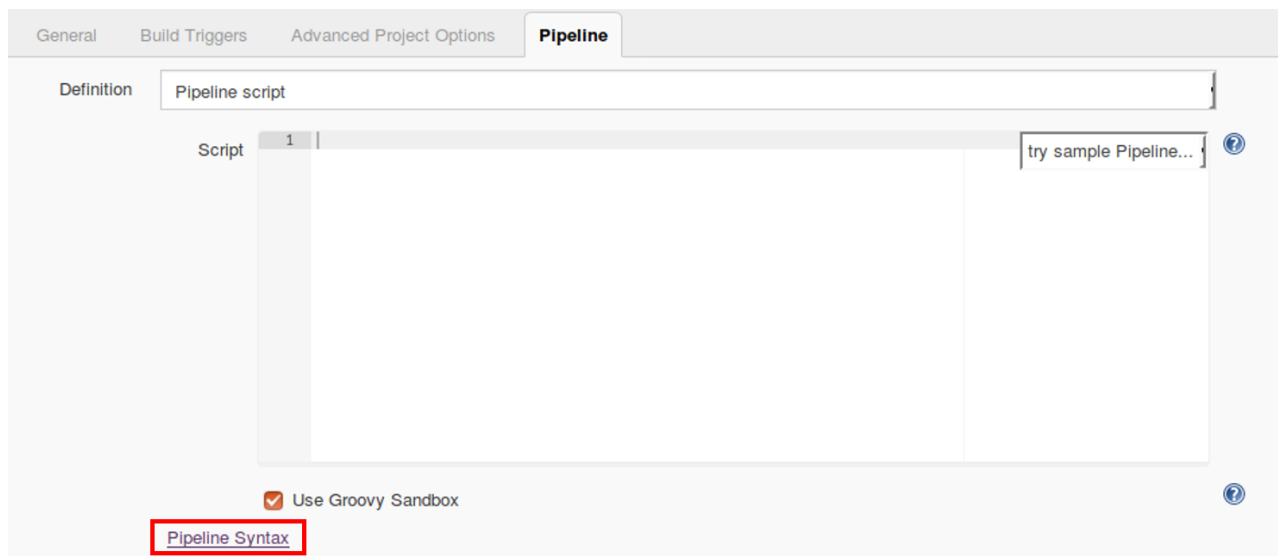 General Build Triggers Advanced Project Options Pipeline
Definition Pipeline script
Script 1 try sample Pipeline... ?
Use Groovy Sandbox ?
Pipeline Syntax